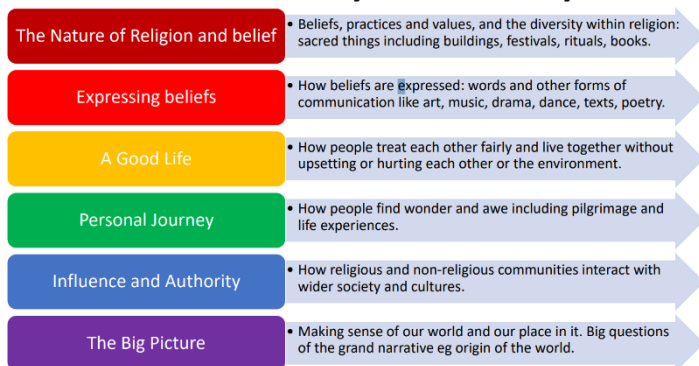 The Nature of Religion and belief
• Beliefs, practices and values, and the diversity within religion:
sacred things including buildings, festivals, rituals, books.
Expressing beliefs
• How beliefs are expressed: words and other forms of
communication like art, music, drama, dance, texts, poetry.
A Good Life
• How people treat each other fairly and live together without
upsetting or hurting each other or the environment.
Personal Journey
• How people find wonder and awe including pilgrimage and
life experiences.
Influence and Authority
• How religious and non-religious communities interact with
wider society and cultures.
The Big Picture
• Making sense of our world and our place in it. Big questions
of the grand narrative eg origin of the world.